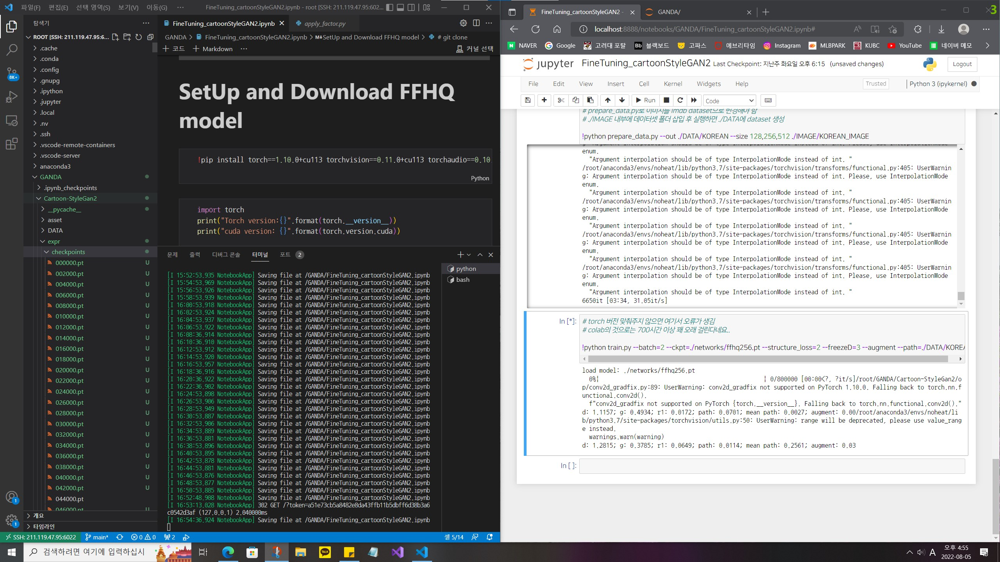 파일(F) 편집(E) 선택 영역(S) 보기(V) 이동(G) ··· FineTuning_cartoonStyleGAN2.ipynb - root [SSH: 211.119.47.95:602...
탐색기 ···
ROOT [SSH: 211.119.47.95:6...
.cache
.conda
.config
.gnupg
.ipython
.jupyter
.local
.nv
.ssh
.vscode-remote-containers
.vscode-server
anaconda3
GANDA
.ipynb_checkpoints
Cartoon-StyleGan2
__pycache__
asset
DATA
expr
checkpoints
000000.pt U
002000.pt U
004000.pt U
006000.pt U
008000.pt U
010000.pt U
012000.pt U
014000.pt U
016000.pt U
018000.pt U
020000.pt U
022000.pt U
024000.pt U
026000.pt U
028000.pt U
030000.pt U
032000.pt U
034000.pt U
036000.pt U
038000.pt U
040000.pt U
042000.pt U
044000.pt
046000.pt U
개요
타임라인
8K+
1
1
FineTuning_cartoonStyleGAN2.ipynb apply_factor.py
GANDA > FineTuning_cartoonStyleGAN2.ipynb > M↓SetUp and Download FFHQ model > # git clone
+ 코드 + Markdown ··· 커널 선택
SetUp and Download FFHQ
model
!pip install torch==1.10.0+cu113 torchvision==0.11.0+cu113 torchaudio==0.10
Python
import torch
print("Torch version:{}".format(torch.__version__))
print("cuda version: {}".format(torch.version.cuda))
문제 출력 디버그 콘솔 터미널 포트 2
python
bash
[I 15:52:53.935 NotebookApp] Saving file at /GANDA/FineTuning_cartoonStyleGAN2.ipynb
[I 15:54:53.969 NotebookApp] Saving file at /GANDA/FineTuning_cartoonStyleGAN2.ipynb
[I 15:56:53.926 NotebookApp] Saving file at /GANDA/FineTuning_cartoonStyleGAN2.ipynb
[I 15:58:53.939 NotebookApp] Saving file at /GANDA/FineTuning_cartoonStyleGAN2.ipynb
[I 16:00:53.918 NotebookApp] Saving file at /GANDA/FineTuning_cartoonStyleGAN2.ipynb
[I 16:02:53.924 NotebookApp] Saving file at /GANDA/FineTuning_cartoonStyleGAN2.ipynb
[I 16:04:53.937 NotebookApp] Saving file at /GANDA/FineTuning_cartoonStyleGAN2.ipynb
[I 16:06:53.922 NotebookApp] Saving file at /GANDA/FineTuning_cartoonStyleGAN2.ipynb
[I 16:08:36.914 NotebookApp] Saving file at /GANDA/FineTuning_cartoonStyleGAN2.ipynb
[I 16:10:36.910 NotebookApp] Saving file at /GANDA/FineTuning_cartoonStyleGAN2.ipynb
[I 16:12:53.912 NotebookApp] Saving file at /GANDA/FineTuning_cartoonStyleGAN2.ipynb
[I 16:14:53.920 NotebookApp] Saving file at /GANDA/FineTuning_cartoonStyleGAN2.ipynb
[I 16:16:53.957 NotebookApp] Saving file at /GANDA/FineTuning_cartoonStyleGAN2.ipynb
[I 16:18:36.916 NotebookApp] Saving file at /GANDA/FineTuning_cartoonStyleGAN2.ipynb
[I 16:20:36.922 NotebookApp] Saving file at /GANDA/FineTuning_cartoonStyleGAN2.ipynb
[I 16:22:36.902 NotebookApp] Saving file at /GANDA/FineTuning_cartoonStyleGAN2.ipynb
[I 16:24:53.898 NotebookApp] Saving file at /GANDA/FineTuning_cartoonStyleGAN2.ipynb
[I 16:26:53.906 NotebookApp] Saving file at /GANDA/FineTuning_cartoonStyleGAN2.ipynb
[I 16:28:53.949 NotebookApp] Saving file at /GANDA/FineTuning_cartoonStyleGAN2.ipynb
[I 16:30:53.887 NotebookApp] Saving file at /GANDA/FineTuning_cartoonStyleGAN2.ipynb
[I 16:32:53.906 NotebookApp] Saving file at /GANDA/FineTuning_cartoonStyleGAN2.ipynb
[I 16:34:53.889 NotebookApp] Saving file at /GANDA/FineTuning_cartoonStyleGAN2.ipynb
[I 16:36:53.881 NotebookApp] Saving file at /GANDA/FineTuning_cartoonStyleGAN2.ipynb
[I 16:38:53.896 NotebookApp] Saving file at /GANDA/FineTuning_cartoonStyleGAN2.ipynb
[I 16:40:53.895 NotebookApp] Saving file at /GANDA/FineTuning_cartoonStyleGAN2.ipynb
[I 16:42:53.878 NotebookApp] Saving file at /GANDA/FineTuning_cartoonStyleGAN2.ipynb
[I 16:44:53.881 NotebookApp] Saving file at /GANDA/FineTuning_cartoonStyleGAN2.ipynb
[I 16:46:53.876 NotebookApp] Saving file at /GANDA/FineTuning_cartoonStyleGAN2.ipynb
[I 16:48:53.877 NotebookApp] Saving file at /GANDA/FineTuning_cartoonStyleGAN2.ipynb
[I 16:50:53.885 NotebookApp] Saving file at /GANDA/FineTuning_cartoonStyleGAN2.ipynb
[I 16:52:48.908 NotebookApp] Saving file at /GANDA/FineTuning_cartoonStyleGAN2.ipynb
[I 16:53:13.028 NotebookApp] 302 GET /?token=a51e73cb5a8482e8da43ffb11b5dbff6d38b3a6
c0542d3af (127.0.0.1) 2.040000ms
[I 16:54:36.924 NotebookApp] Saving file at /GANDA/FineTuning_cartoonStyleGAN2.ipynb
SSH: 211.119.47.95:6022 main* 0 0 2 셀 5/14
FineTuning_cartoonStyleGAN2 - GANDA/ 3
localhost:8888/notebooks/GANDA/FineTuning_cartoonStyleGAN2.ipynb#
NAVER Google 고려대 포탈 Bb 블랙보드 고파스 에브리타임 Instagram MLBPARK KUBC YouTube 네이버 메모
jupyter FineTuning_cartoonStyleGAN2 Last Checkpoint: 지난주 화요일 오후 6:15 (unsaved changes) Logout
File Edit View Insert Cell Kernel Widgets Help Trusted Python 3 (ipykernel)
Run Code
# prepare_data.py로 이미지를 lmdb dataset으로 변경해야 함
# ./IMAGE 내부에 데이터셋 폴더 삽입 후 실행하면 ./DATA에 dataset 생성
!python prepare_data.py --out ./DATA/KOREAN --size 128,256,512 ./IMAGE/KOREAN_IMAGE
g: Argument interpolation should be of type InterpolationMode instead of int. Please, use InterpolationMode
enum.
"Argument interpolation should be of type InterpolationMode instead of int. "
/root/anaconda3/envs/noheat/lib/python3.7/site-packages/torchvision/transforms/functional.py:405: UserWarnin
g: Argument interpolation should be of type InterpolationMode instead of int. Please, use InterpolationMode
enum.
"Argument interpolation should be of type InterpolationMode instead of int. "
/root/anaconda3/envs/noheat/lib/python3.7/site-packages/torchvision/transforms/functional.py:405: UserWarnin
g: Argument interpolation should be of type InterpolationMode instead of int. Please, use InterpolationMode
enum.
"Argument interpolation should be of type InterpolationMode instead of int. "
/root/anaconda3/envs/noheat/lib/python3.7/site-packages/torchvision/transforms/functional.py:405: UserWarnin
g: Argument interpolation should be of type InterpolationMode instead of int. Please, use InterpolationMode
enum.
"Argument interpolation should be of type InterpolationMode instead of int. "
/root/anaconda3/envs/noheat/lib/python3.7/site-packages/torchvision/transforms/functional.py:405: UserWarnin
g: Argument interpolation should be of type InterpolationMode instead of int. Please, use InterpolationMode
enum.
"Argument interpolation should be of type InterpolationMode instead of int. "
6650it [03:34, 31.05it/s]
In [*]: # torch 버전 맞춰주지 않으면 여기서 오류가 생김
# colab의 것으로는 700시간 이상 꽤 오래 걸린다네요..
!python train.py --batch=2 --ckpt=./networks/ffhq256.pt --structure_loss=2 --freezeD=3 --augment --path=./DATA/KOREA
load model: ./networks/ffhq256.pt
0%| | 0/800000 [00:00<?, ?it/s]/root/GANDA/Cartoon-StyleGan2/o
p/conv2d_gradfix.py:89: UserWarning: conv2d_gradfix not supported on PyTorch 1.10.0. Falling back to torch.nn.f
unctional.conv2d().
f"conv2d_gradfix not supported on PyTorch {torch.__version__}. Falling back to torch.nn.functional.conv2d()."
d: 1.1157; g: 0.4934; r1: 0.0172; path: 0.0701; mean path: 0.0027; augment: 0.00/root/anaconda3/envs/noheat/li
b/python3.7/site-packages/torchvision/utils.py:50: UserWarning: range will be deprecated, please use value_rang
e instead.
warnings.warn(warning)
d: 1.2815; g: 0.3785; r1: 0.0649; path: 0.0114; mean path: 0.2561; augment: 0.03
In [ ]:
검색하려면 여기에 입력하십시
TALK
A 오후 4:55
2022-08-05